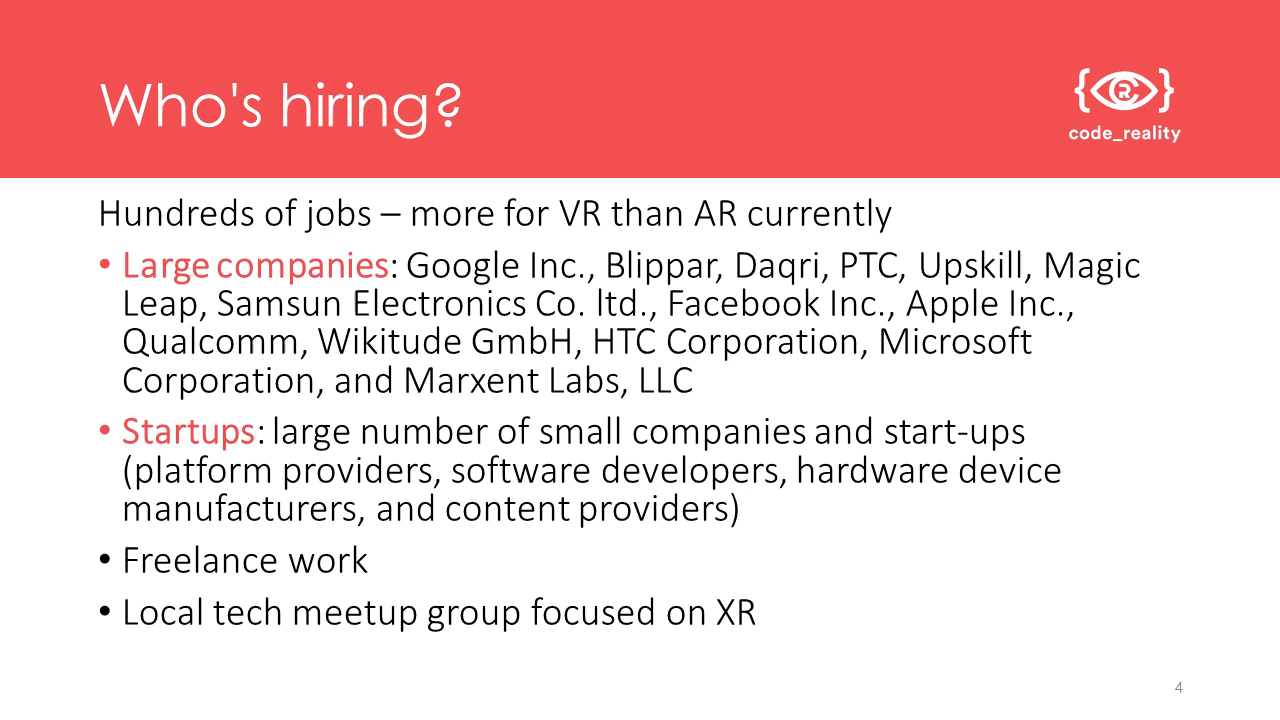 Who's hiring?
{RC}
code_reality
Hundreds of jobs – more for VR than AR currently
• Large companies: Google Inc., Blippar, Daqri, PTC, Upskill, Magic
Leap, Samsun Electronics Co. ltd., Facebook Inc., Apple Inc.,
Qualcomm, Wikitude GmbH, HTC Corporation, Microsoft
Corporation, and Marxent Labs, LLC
• Startups: large number of small companies and start-ups
(platform providers, software developers, hardware device
manufacturers, and content providers)
• Freelance work
• Local tech meetup group focused on XR
4